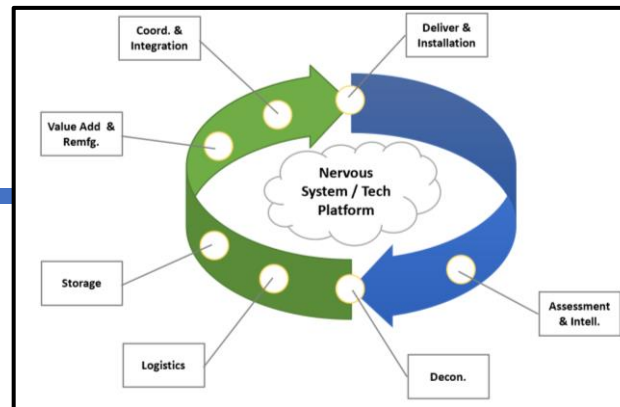 Coord. &
Integration
Deliver &
Installation
Value Add &
Remfg.
Nervous
System / Tech
Platform
Storage
Assessment
& Intell.
Logistics
Decon.